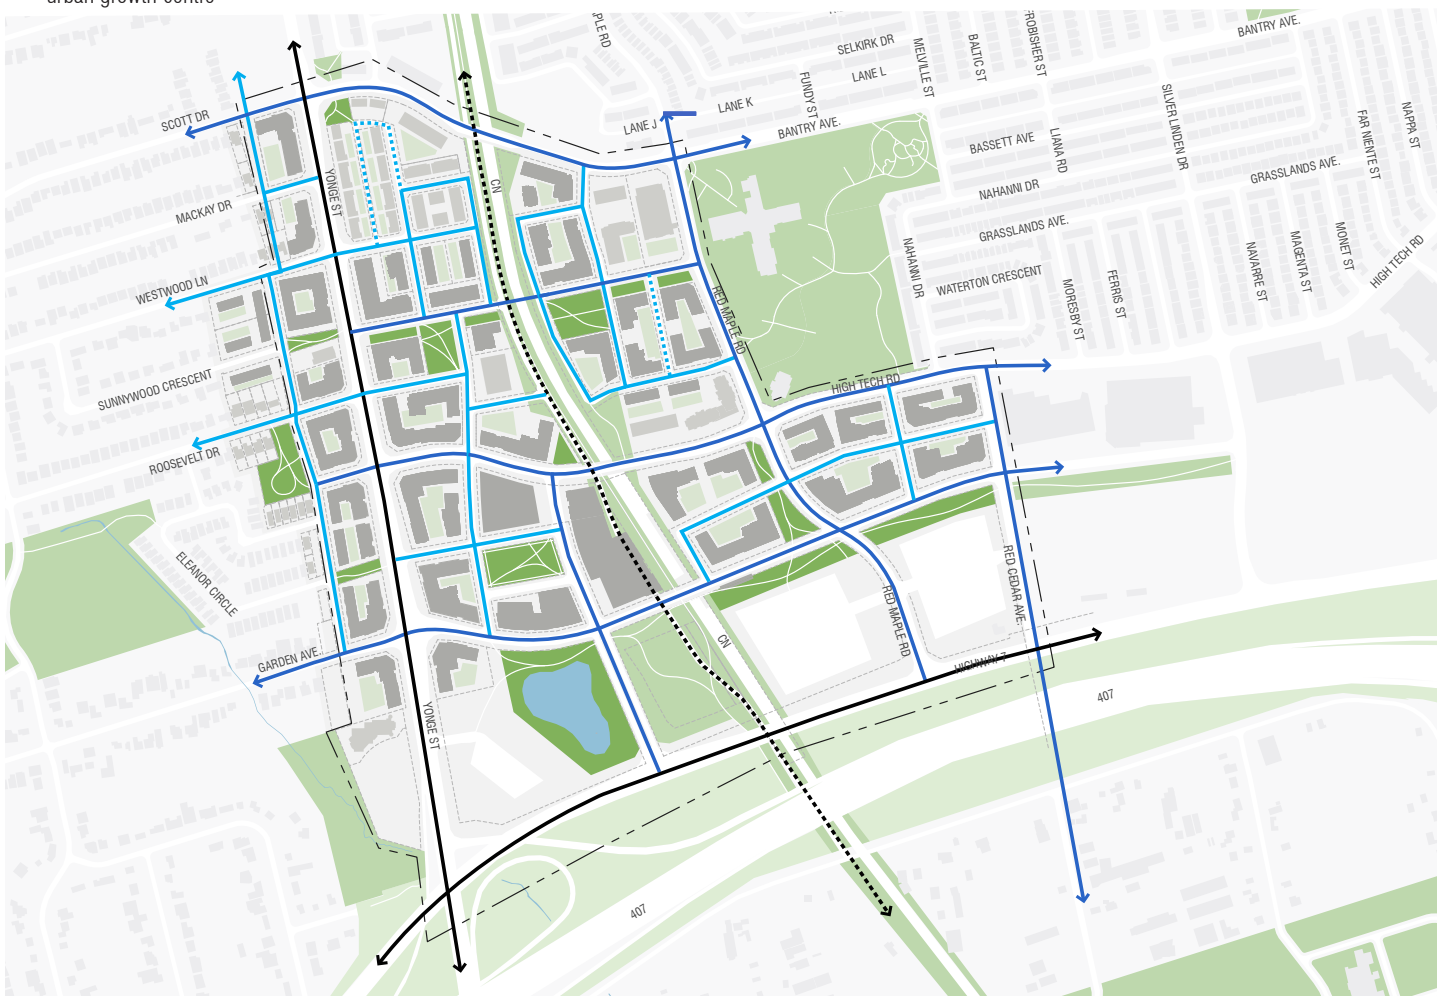 urban growth centre
PLE RD
FROBISHER ST
BANTRY AVE.
SELKIRK DR
MELVILLE ST
BALTIC ST
LANE L
FUNDY ST
LANE K
SILVER LINDEN DR
NAPPA ST
FAR NIENTE ST
SCOTT DR
LANE J
BANTRY AVE.
BASSETT AVE
LIANA RD
GRASSLANDS AVE.
YONGE ST
CN
NAHANNI DR
MACKAY DR
GRASSLANDS AVE.
NAHANNI DR
NAVARRE ST
MAGENTA ST
MONET ST
HIGH TECH RD
WESTWOOD LN
WATERTON CRESCENT
MORESBY ST
FERRIS ST
RED MAPLE RD
SUNNYWOOD CRESCENT
HIGH TECH RD
ROOSEVELT DR
ELEANOR CIRCLE
RED CEDAR AVE.
RED MAPLE RD
CN
GARDEN AVE
HIGHWAY 7
YONGE ST
407
407